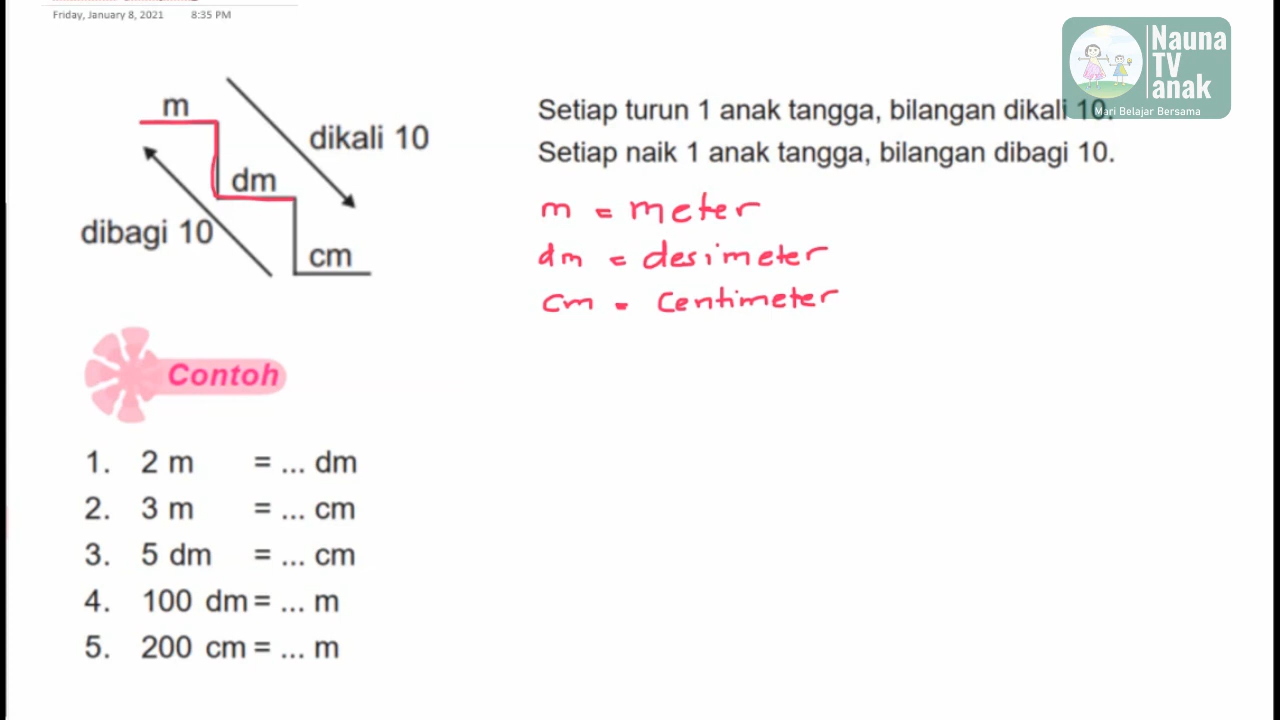 Friday, January 8, 2021 8:35 PM
Nauna
TV
anak
Mari Belajar Bersama
m
dikali 10
dm
dibagi 10
cm
Setiap turun 1 anak tangga, bilangan dikali 10.
Setiap naik 1 anak tangga, bilangan dibagi 10.
m = meter
dm = desimeter
cm = Centimeter
Contoh
1. 2 m = ... dm
2. 3 m = ... cm
3. 5 dm = ... cm
4. 100 dm = ... m
5. 200 cm = ... m